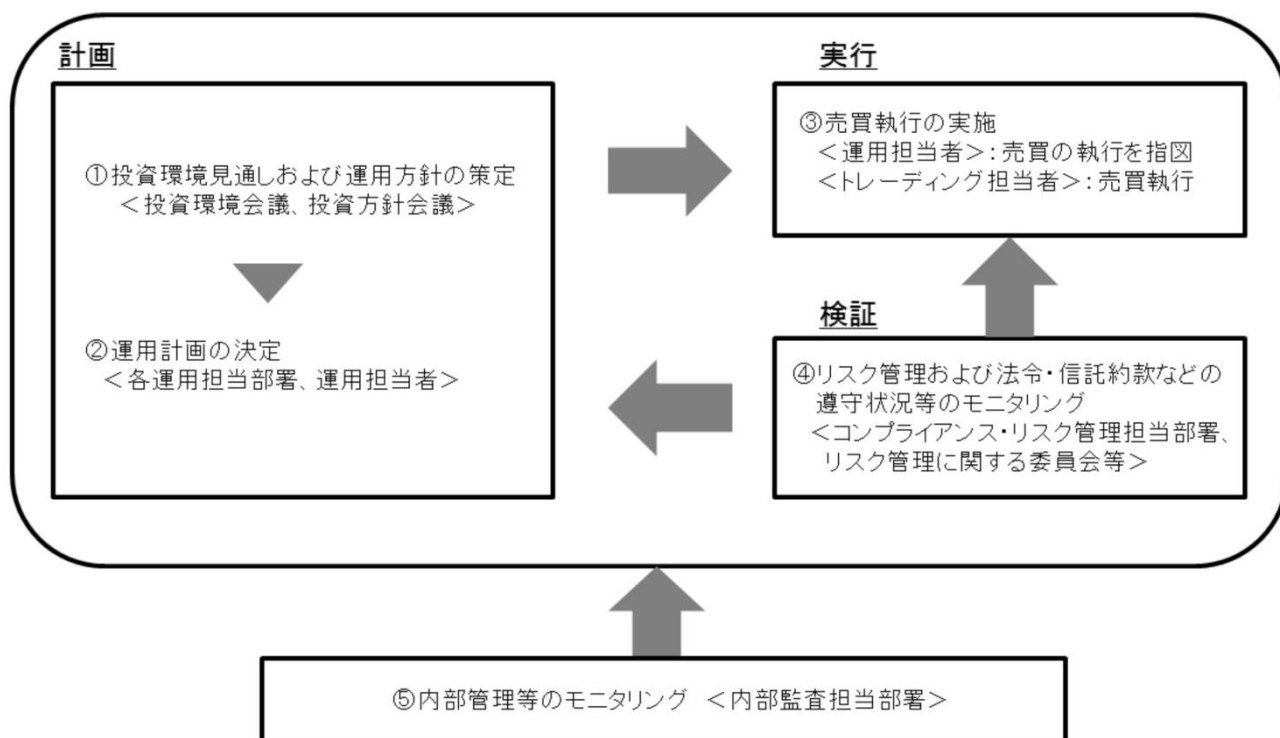 計画
①投資環境見通しおよび運用方針の策定
＜投資環境会議、投資方針会議＞
②運用計画の決定
＜各運用担当部署、運用担当者＞
実行
③売買執行の実施
＜運用担当者＞：売買の執行を指図
＜トレーディング担当者＞：売買執行
検証
④リスク管理および法令・信託約款などの
遵守状況等のモニタリング
＜コンプライアンス・リスク管理担当部署、
リスク管理に関する委員会等＞
⑤内部管理等のモニタリング ＜内部監査担当部署＞